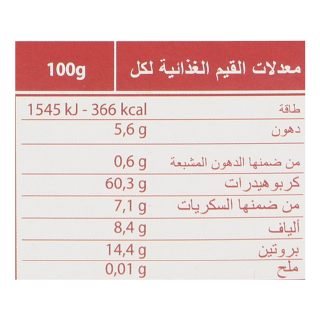 معدلات القيم الغذائية لكل 100g
طاقة 1545 kJ - 366 kcal
دهون 5,6 g
من ضمنها الدهون المشبعة 0,6 g
كربوهيدرات 60,3 g
من ضمنها السكريات 7,1 g
ألياف 8,4 g
بروتين 14,4 g
ملح 0,01 g